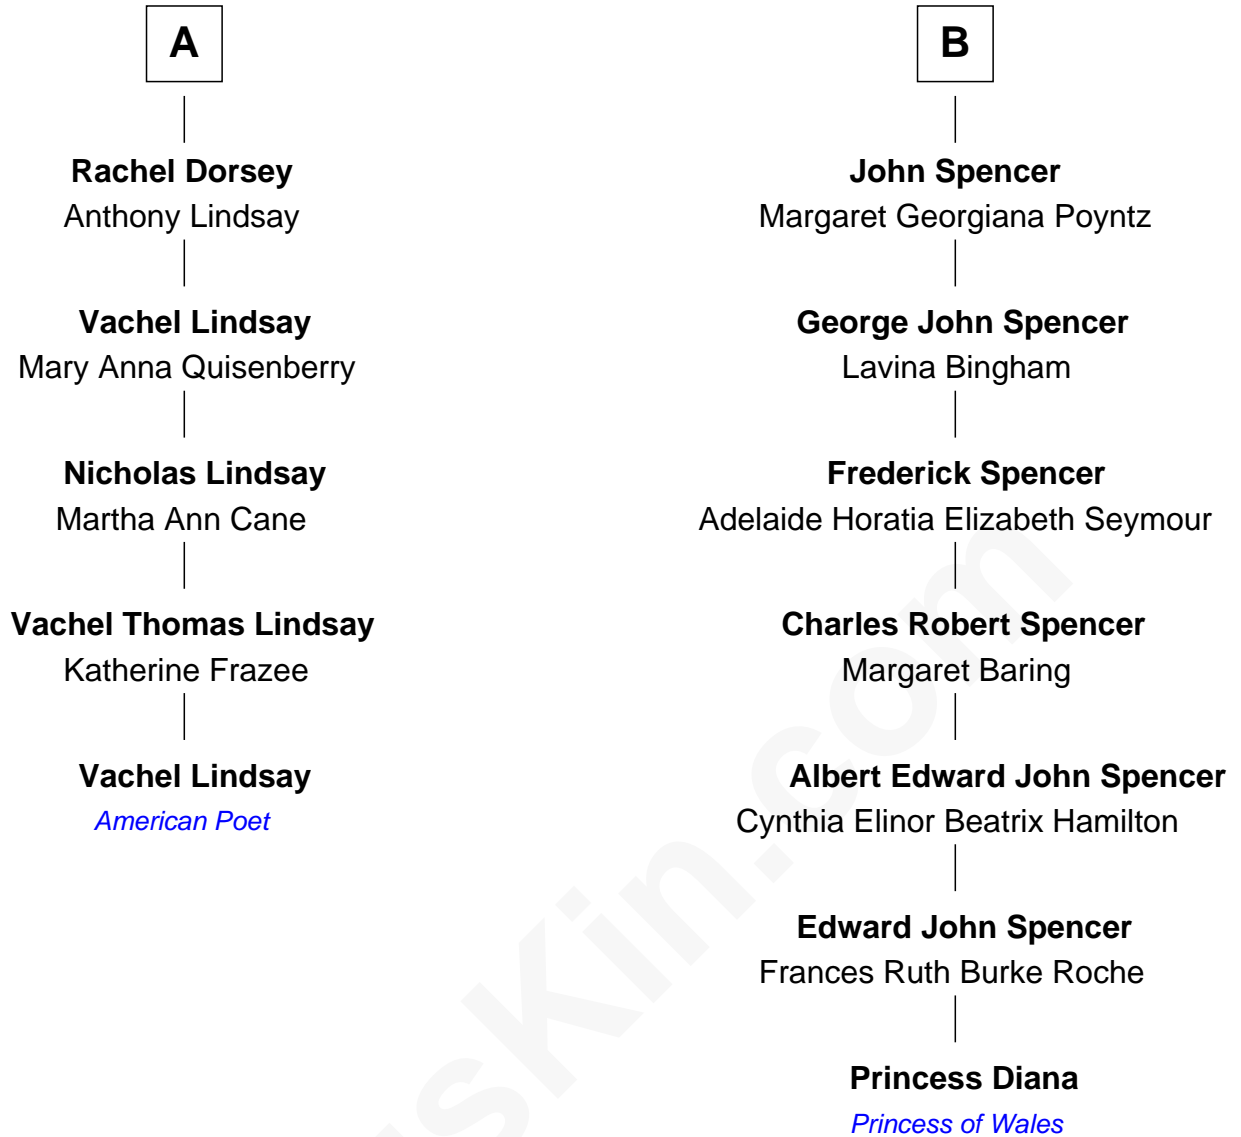 A
Rachel Dorsey
Anthony Lindsay
Vachel Lindsay
Mary Anna Quisenberry
Nicholas Lindsay
Martha Ann Cane
Vachel Thomas Lindsay
Katherine Frazee
Vachel Lindsay
American Poet
B
John Spencer
Margaret Georgiana Poyntz
George John Spencer
Lavina Bingham
Frederick Spencer
Adelaide Horatia Elizabeth Seymour
Charles Robert Spencer
Margaret Baring
Albert Edward John Spencer
Cynthia Elinor Beatrix Hamilton
Edward John Spencer
Frances Ruth Burke Roche
Princess Diana
Princess of Wales